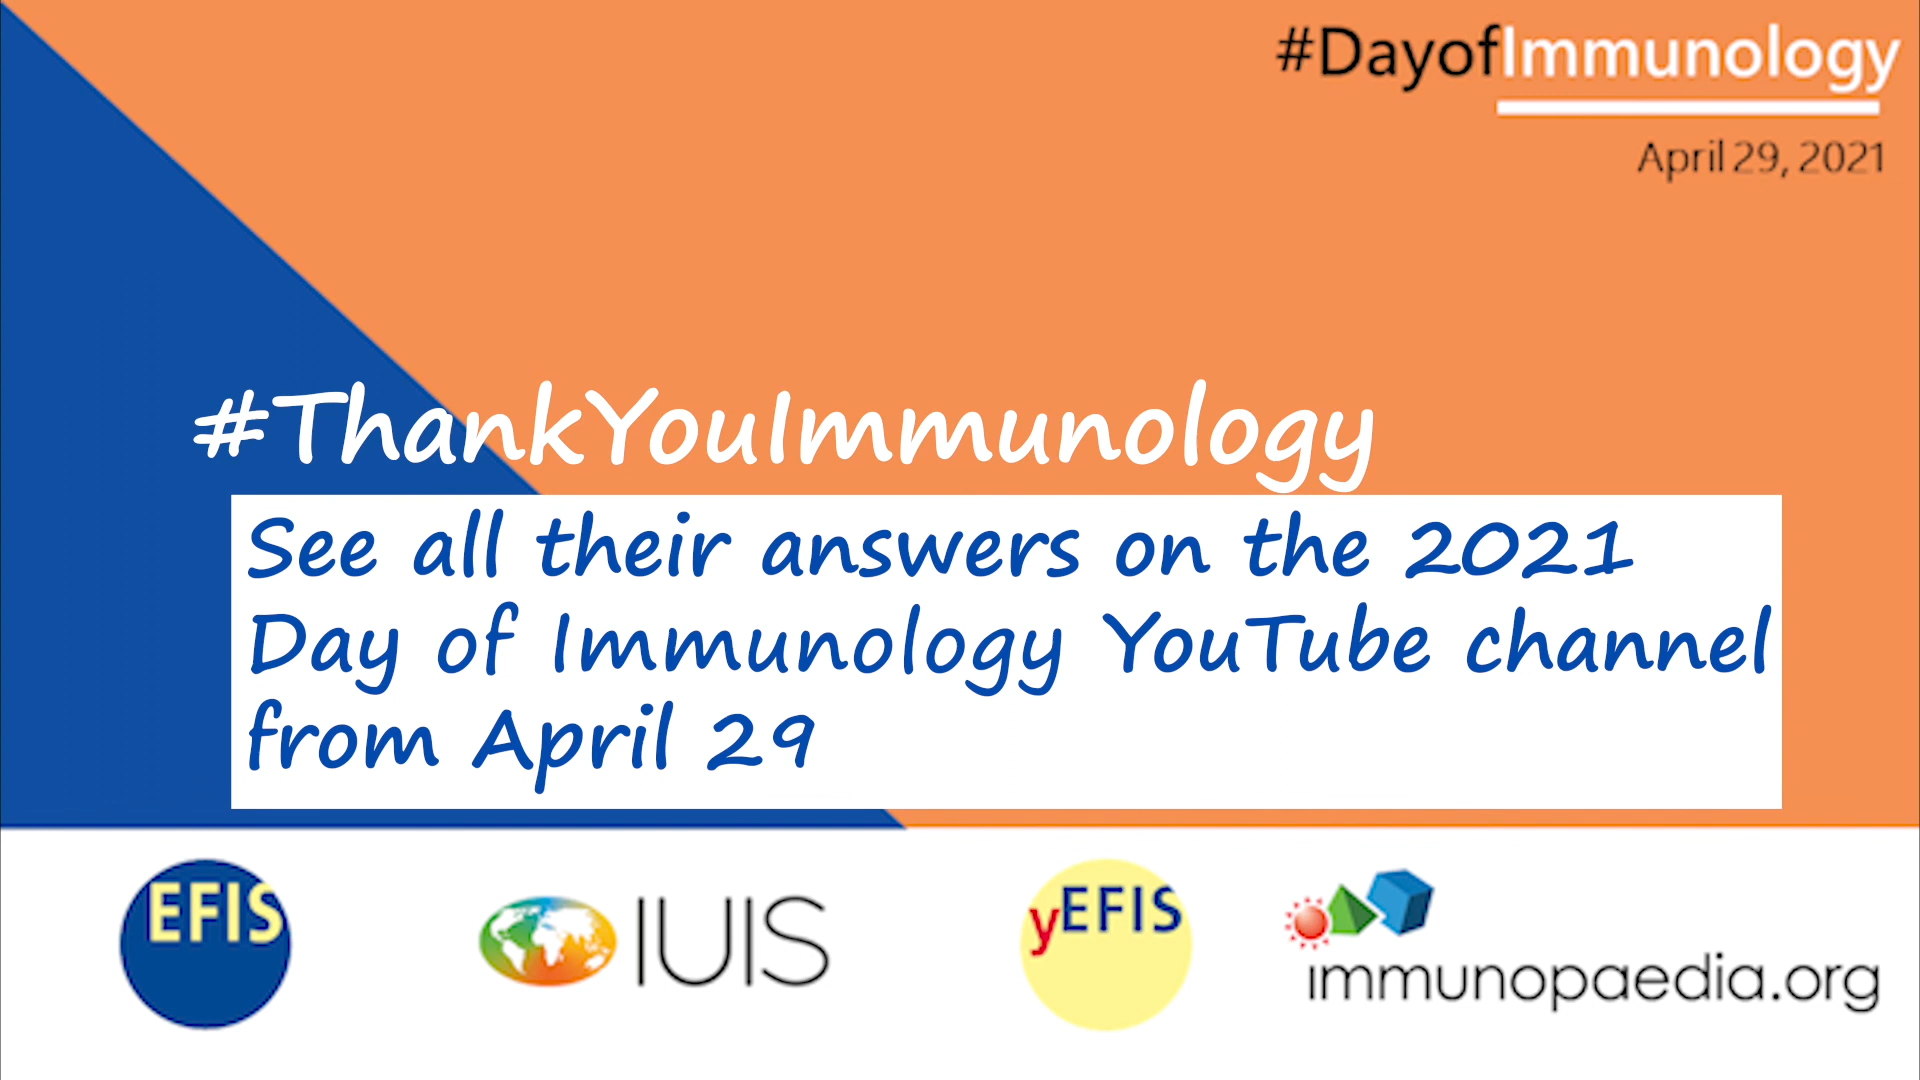 #DayofImmunology
April 29, 2021
#ThankYouImmunology
See all their answers on the 2021
Day of Immunology YouTube channel
from April 29
EFIS
IUIS
yEFIS
immunopaedia.org